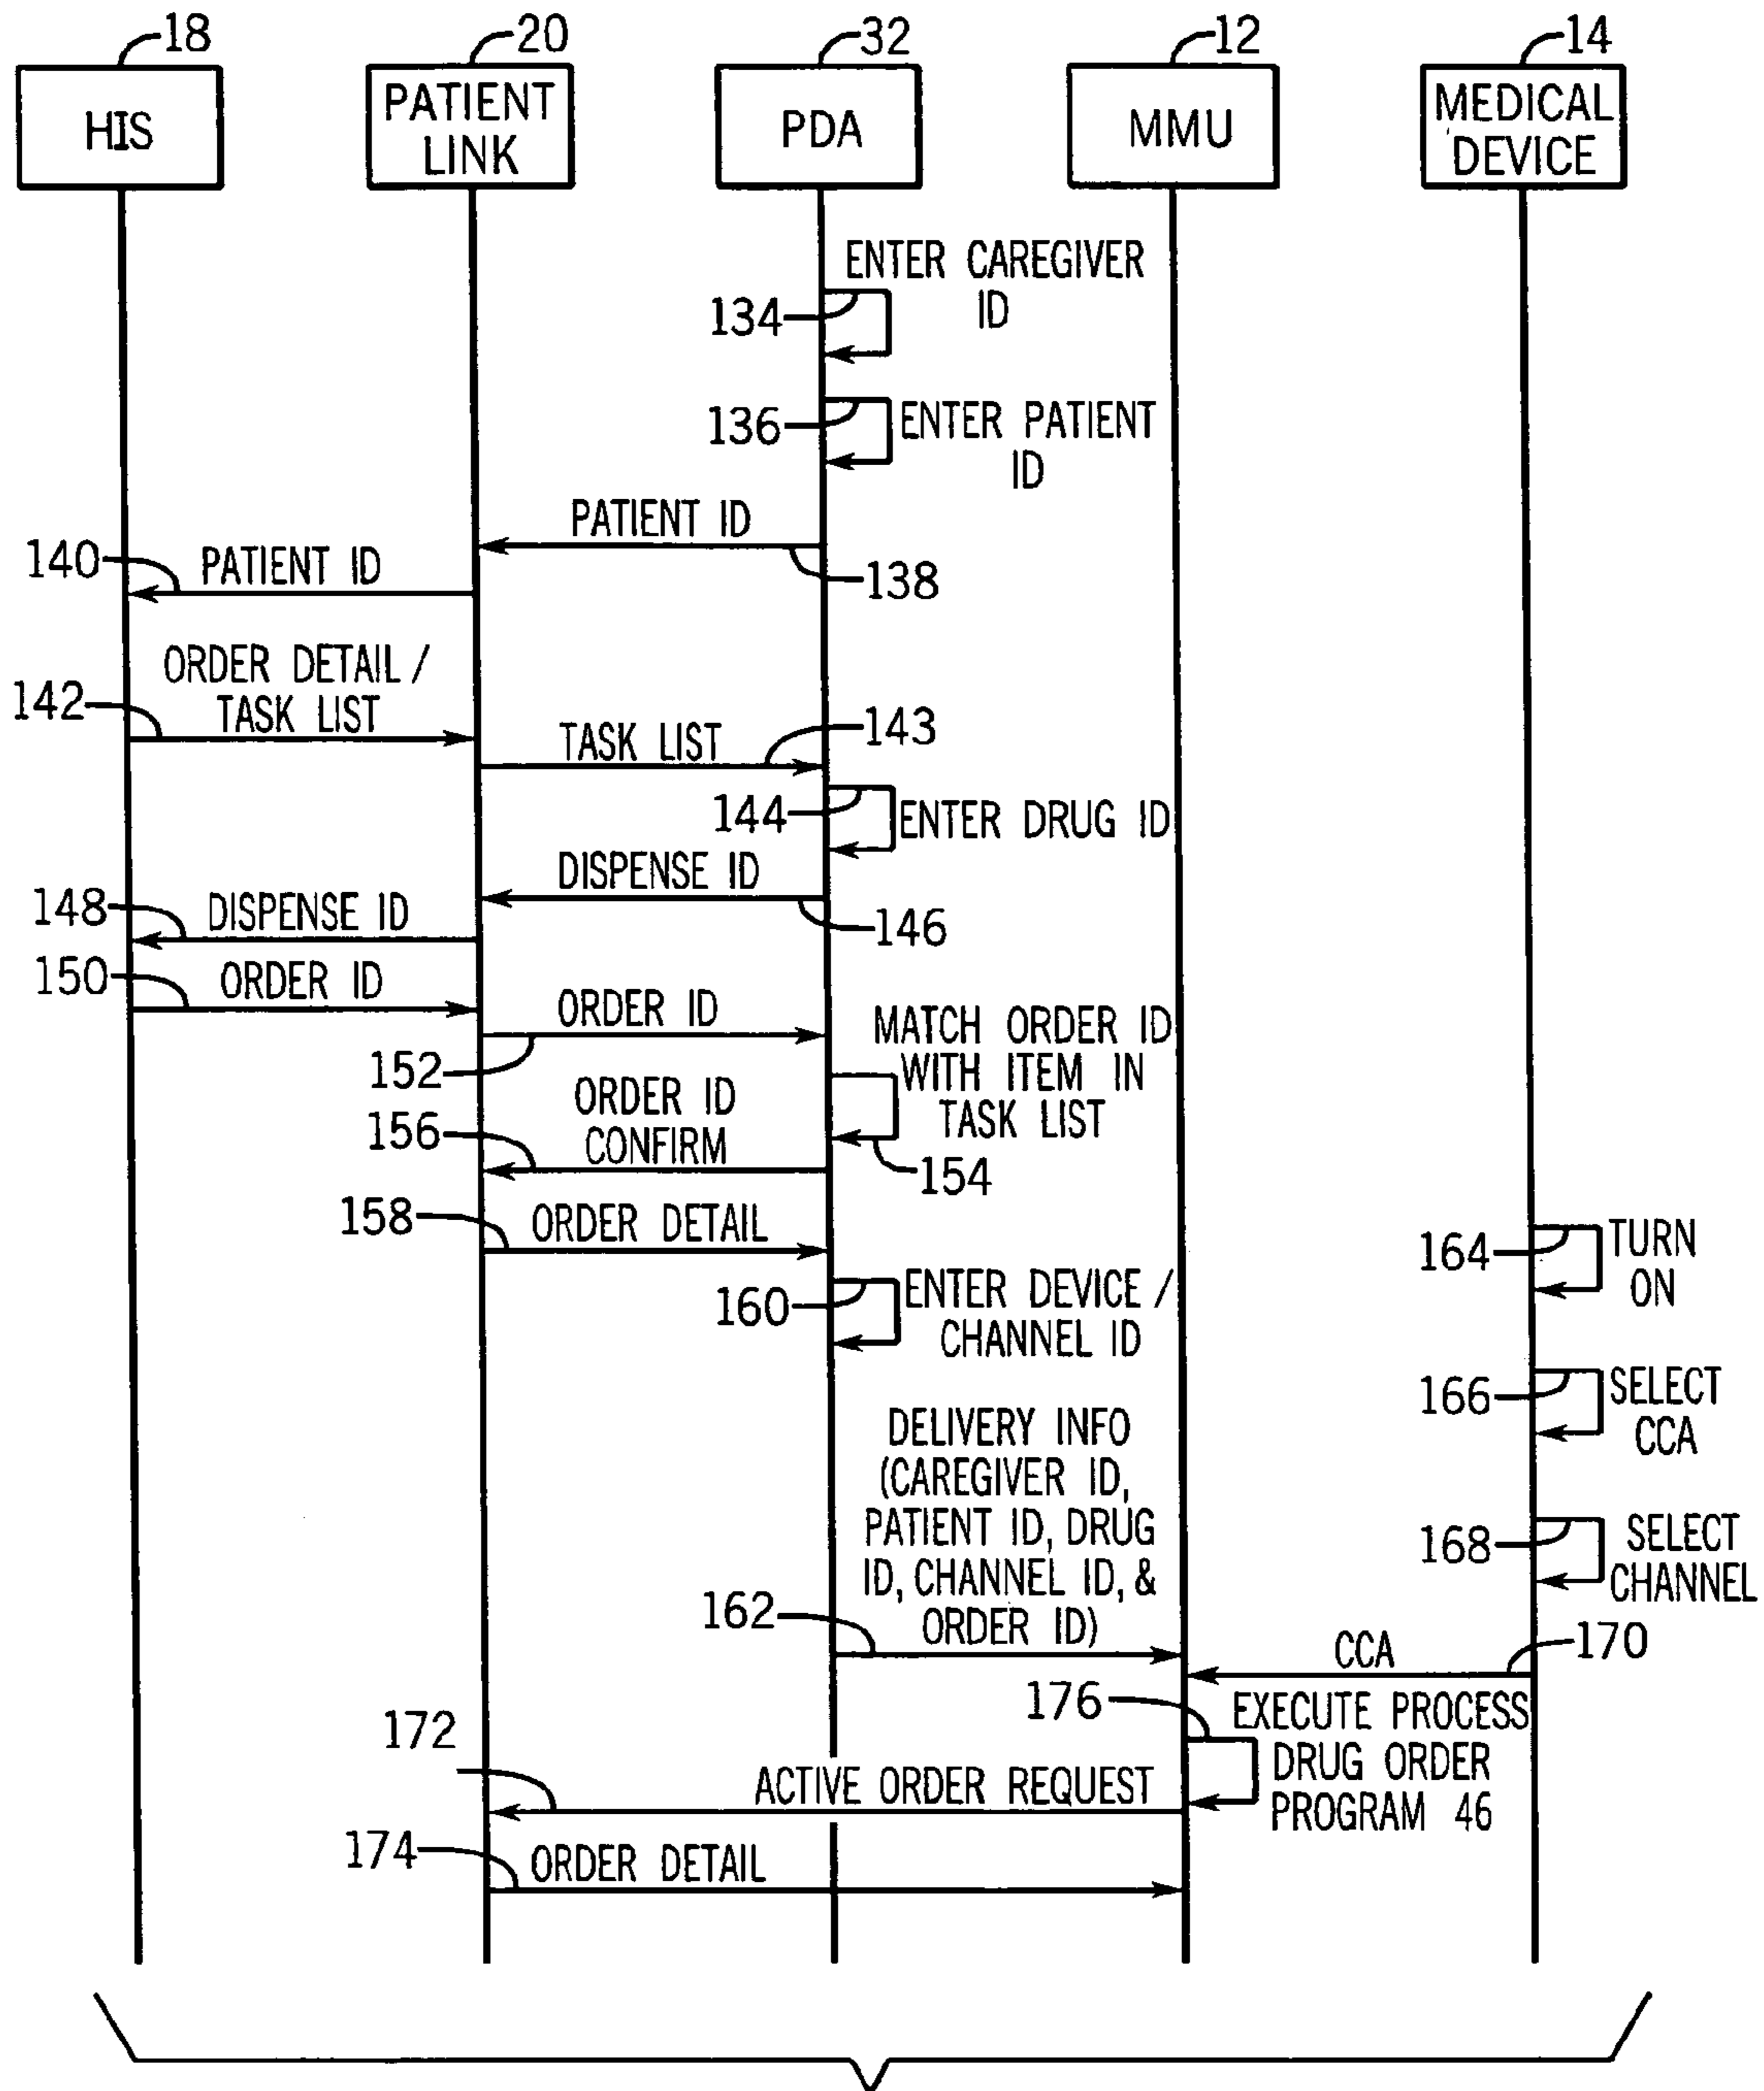 18
20
32
12
14
HIS
PATIENT
LINK
PDA
MMU
MEDICAL
DEVICE
ENTER CAREGIVER
ID
134
136
ENTER PATIENT
ID
PATIENT ID
138
140
PATIENT ID
ORDER DETAIL /
TASK LIST
142
TASK LIST
143
144
ENTER DRUG ID
DISPENSE ID
146
148
DISPENSE ID
150
ORDER ID
ORDER ID
152
MATCH ORDER ID
WITH ITEM IN
TASK LIST
154
ORDER ID
CONFIRM
156
158
ORDER DETAIL
160
ENTER DEVICE /
CHANNEL ID
164
TURN
ON
166
SELECT
CCA
168
SELECT
CHANNEL
DELIVERY INFO
(CAREGIVER ID,
PATIENT ID, DRUG
ID, CHANNEL ID, &
ORDER ID)
162
CCA
170
176
EXECUTE PROCESS
DRUG ORDER
PROGRAM 46
172
ACTIVE ORDER REQUEST
174
ORDER DETAIL